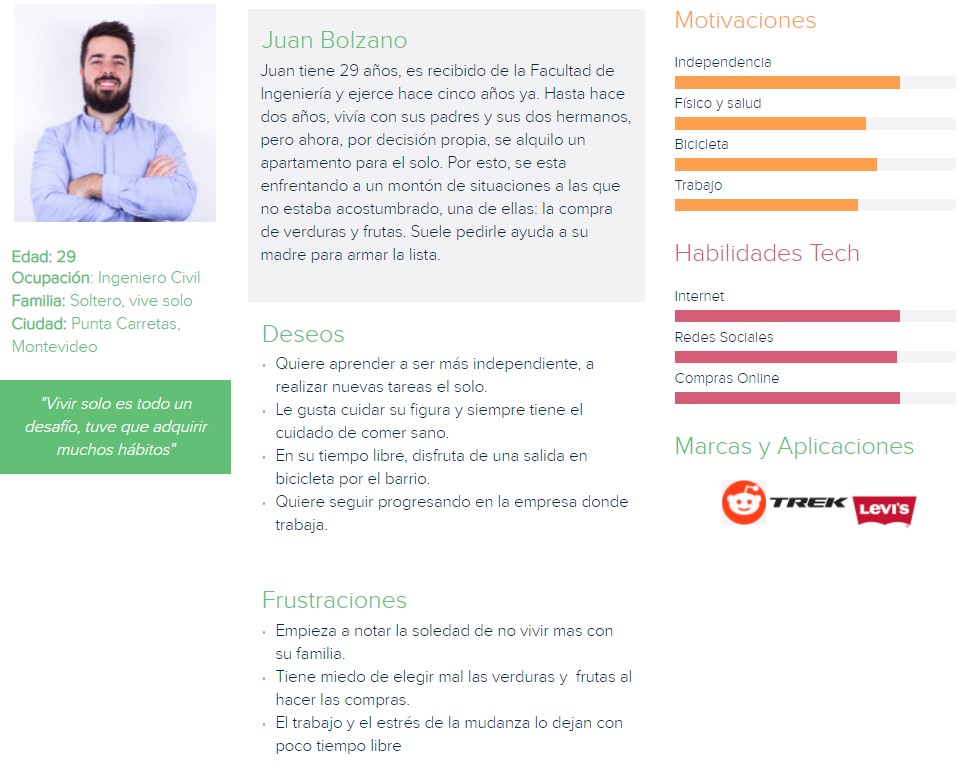 Juan Bolzano
Juan tiene 29 años, es recibido de la Facultad de
Ingeniería y ejerce hace cinco años ya. Hasta hace
dos años, vivía con sus padres y sus dos hermanos,
pero ahora, por decisión propia, se alquilo un
apartamento para el solo. Por esto, se esta
enfrentando a un montón de situaciones a las que
no estaba acostumbrado, una de ellas: la compra
de verduras y frutas. Suele pedirle ayuda a su
madre para armar la lista.
Edad: 29
Ocupación: Ingeniero Civil
Familia: Soltero, vive solo
Ciudad: Punta Carretas,
Montevideo
"Vivir solo es todo un
desafío, tuve que adquirir
muchos hábitos"
Deseos
• Quiere aprender a ser más independiente, a
realizar nuevas tareas el solo.
• Le gusta cuidar su figura y siempre tiene el
cuidado de comer sano.
• En su tiempo libre, disfruta de una salida en
bicicleta por el barrio.
• Quiere seguir progresando en la empresa donde
trabaja.
Frustraciones
• Empieza a notar la soledad de no vivir mas con
su familia.
• Tiene miedo de elegir mal las verduras y frutas al
hacer las compras.
• El trabajo y el estrés de la mudanza lo dejan con
poco tiempo libre
Motivaciones
Independencia
Físico y salud
Bicicleta
Trabajo
Habilidades Tech
Internet
Redes Sociales
Compras Online
Marcas y Aplicaciones
TREK
LEVI'S